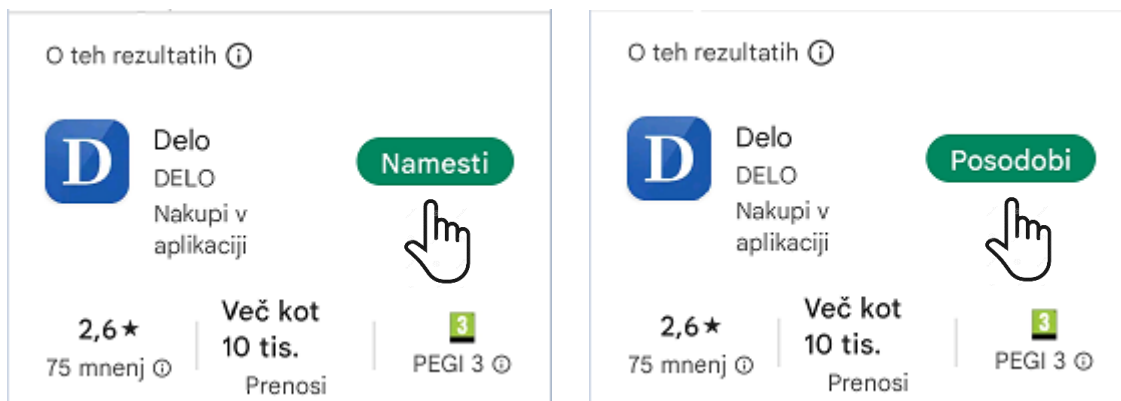 O teh rezultatih
D
Delo
DELO
Nakupi v
aplikaciji
Namesti
2,6★
75 mnenj
Več kot
10 tis.
Prenosi
3
PEGI 3
O teh rezultatih
D
Delo
DELO
Nakupi v
aplikaciji
Posodobi
2,6★
75 mnenj
Več kot
10 tis.
Prenosi
3
PEGI 3